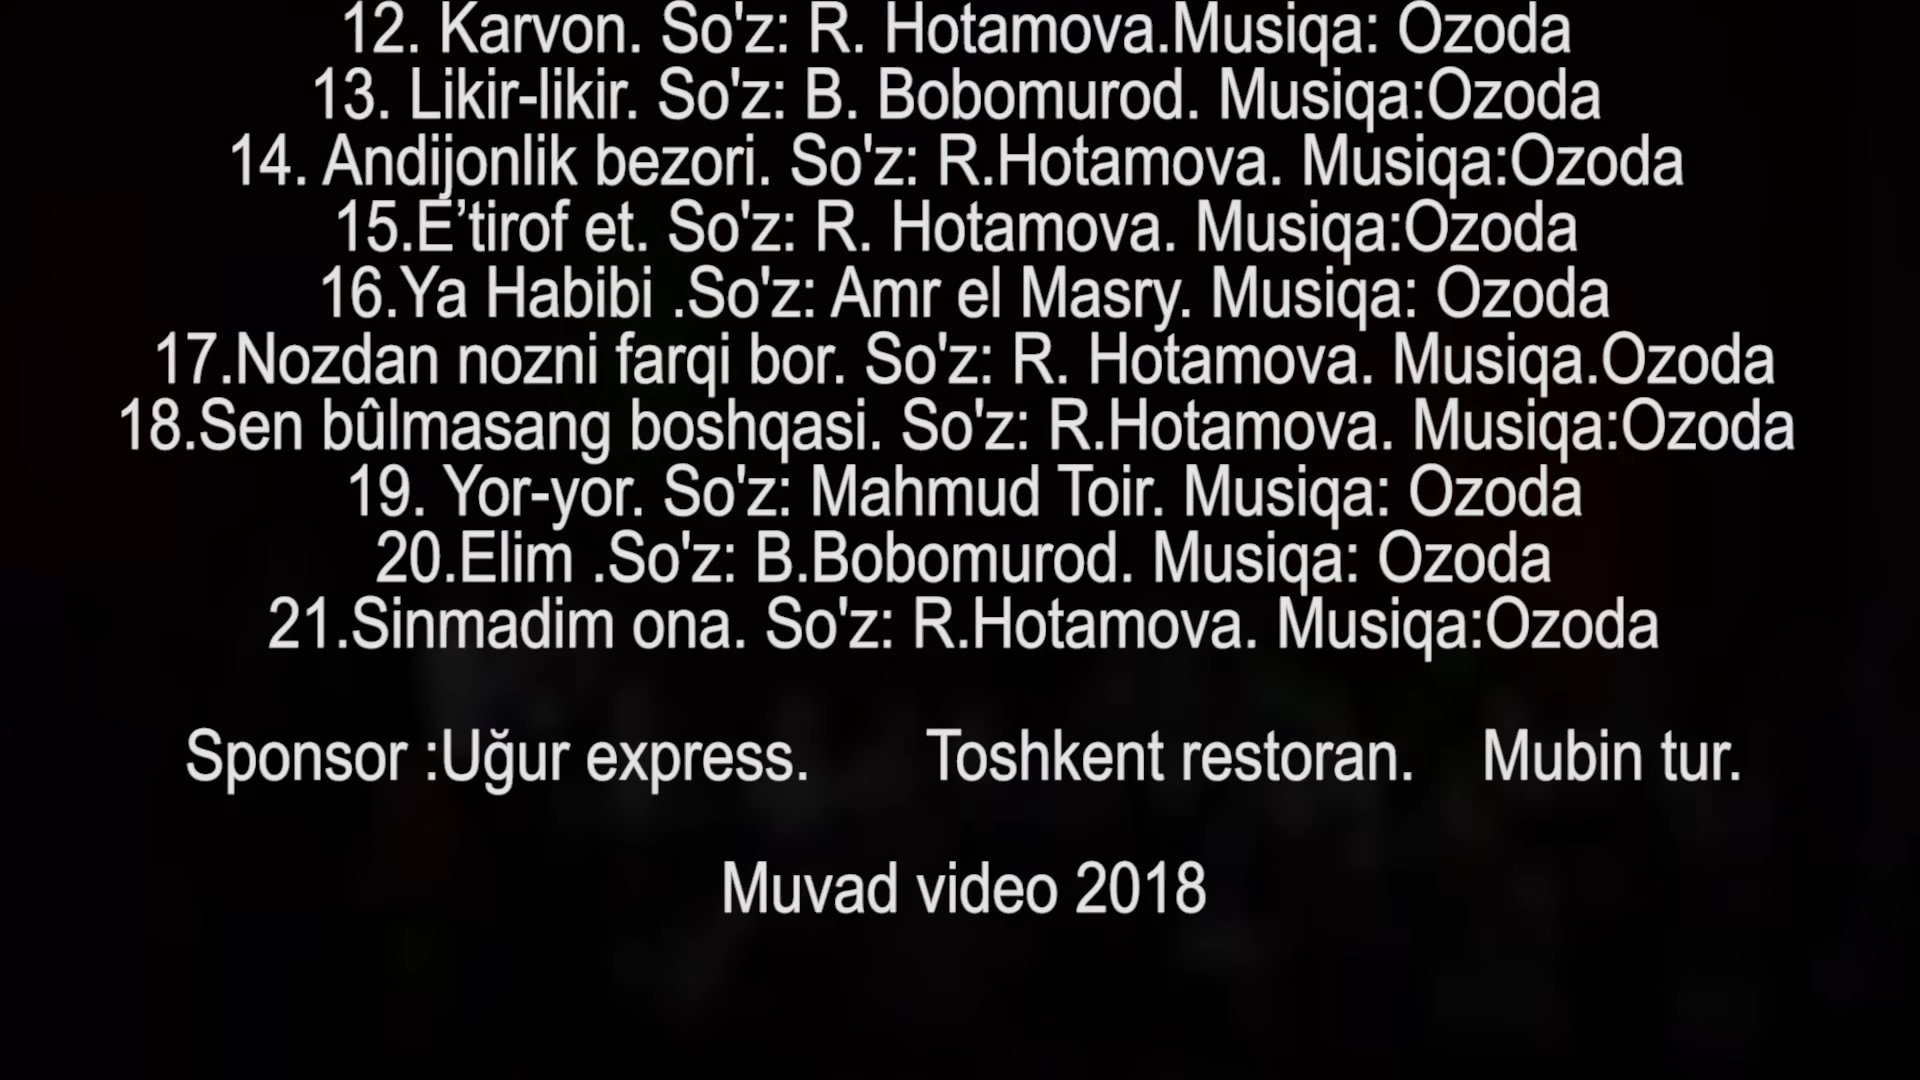 12. Karvon. So'z: R. Hotamova.Musiqa: Ozoda
13. Likir-likir. So'z: B. Bobomurod. Musiqa:Ozoda
14. Andijonlik bezori. So'z: R.Hotamova. Musiqa:Ozoda
15.E’tirof et. So'z: R. Hotamova. Musiqa:Ozoda
16.Ya Habibi .So'z: Amr el Masry. Musiqa: Ozoda
17.Nozdan nozni farqi bor. So'z: R. Hotamova. Musiqa.Ozoda
18.Sen bûlmasang boshqasi. So'z: R.Hotamova. Musiqa:Ozoda
19. Yor-yor. So'z: Mahmud Toir. Musiqa: Ozoda
20.Elim .So'z: B.Bobomurod. Musiqa: Ozoda
21.Sinmadim ona. So'z: R.Hotamova. Musiqa:Ozoda
Sponsor :Uğur express. Toshkent restoran. Mubin tur.
Muvad video 2018